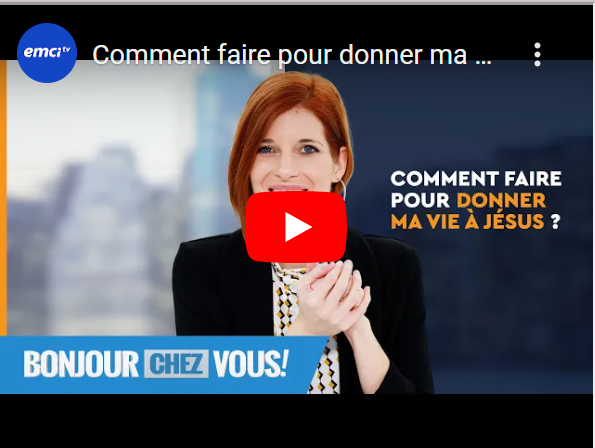 emci tv
Comment faire pour donner ma ...
COMMENT FAIRE
POUR DONNER
MA VIE À JÉSUS ?
BONJOUR CHEZ VOUS!